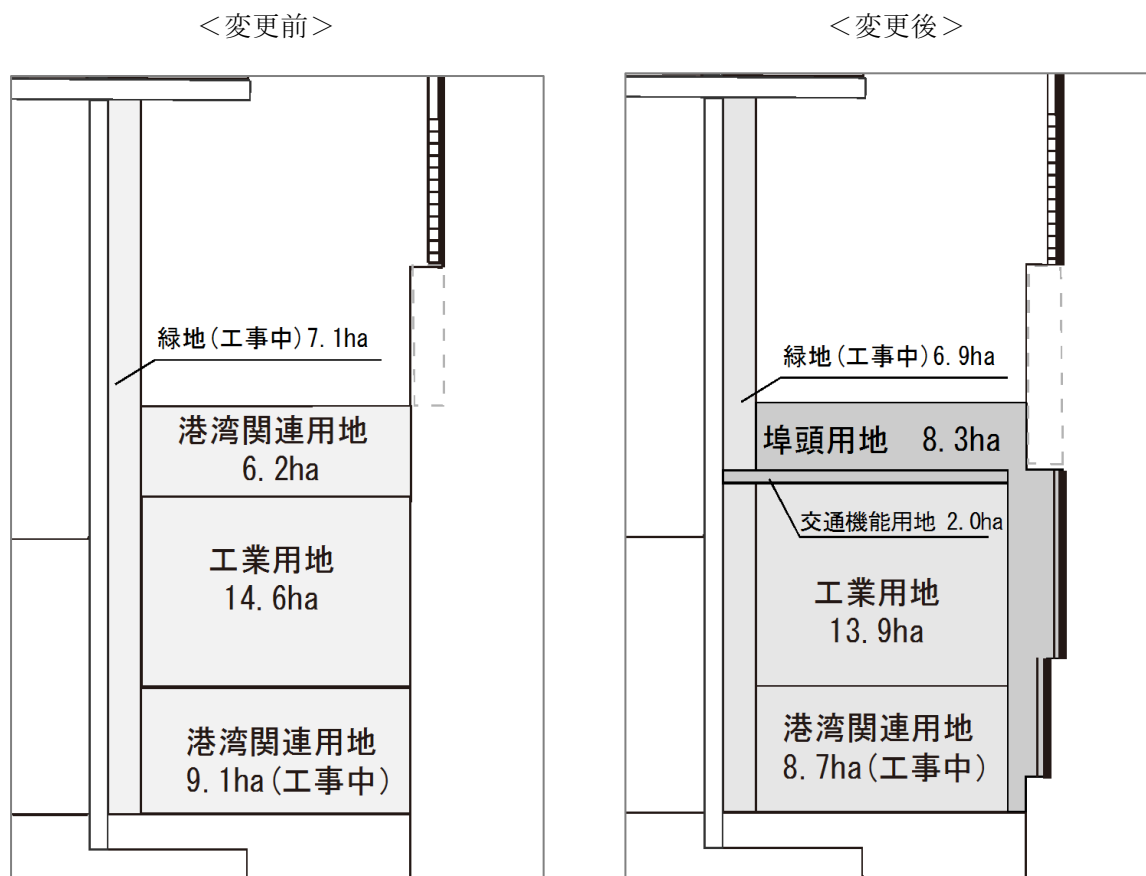 <変更前>
緑地(工事中)7.1ha
港湾関連用地
6.2ha
工業用地
14.6ha
港湾関連用地
9.1ha(工事中)
<変更後>
緑地(工事中)6.9ha
埠頭用地 8.3ha
交通機能用地 2.0ha
工業用地
13.9ha
港湾関連用地
8.7ha(工事中)